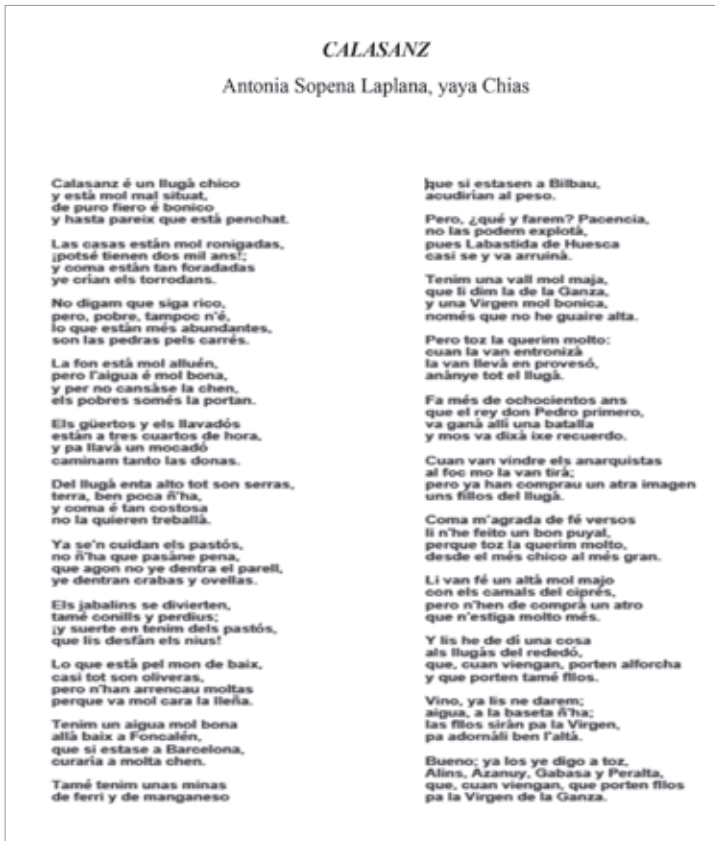 CALASANZ
Antonia Sopena Laplana, yaya Chias
Calasanz é un llugà chico
y està mol mal situat,
de puro fiero é bonico
y hasta pareix que està penchat.
Las casas estàn mol ronigadas,
¡potsé tienen dos mil ans!;
y coma estàn tan foradadas
ye crían els torrodans.
No digam que siga rico,
pero, pobre, tampoc n'é,
lo que estàn més abundantes,
son las pedras pels carrés.
La fon està mol alluén,
pero l'aigua é mol bona,
y per no cansàse la chen,
els pobres somés la portan.
Els güertos y els llavadós
estàn a tres cuartos de hora,
y pa llavà un mocadó
caminam tanto las donas.
Del llugà enta alto tot son serras,
terra, ben poca ñ'ha,
y coma é tan costosa
no la quieren treballà.
Ya se'n cuidan els pastós,
no ñ'ha que pasàne pena,
que agon no ye dentra el parell,
ye dentran crabas y ovellas.
Els jabalins se divierten,
tamé conills y perdius;
¡y suerte en tenim dels pastós,
que lis desfàn els nius!
Lo que està pel mon de baix,
casi tot son oliveras,
pero n'han arrencau moltas
perque va mol cara la lleña.
Tenim un aigua mol bona
allà baix a Foncalén,
que si estase a Barcelona,
curaría a molta chen.
Tamé tenim unas minas
de ferri y de manganeso
que si estasen a Bilbau,
acudirían al peso.
Pero, ¿qué y farem? Pacencia,
no las podem explotà,
pues Labastida de Huesca
casi se y va arruinà.
Tenim una vall mol maja,
que li dim la de la Ganza,
y una Virgen mol bonica,
només que no he guaire alta.
Pero toz la querim molto:
cuan la van entronizà
la van llevà en provesó,
anànye tot el llugà.
Fa més de ochocientos ans
que el rey don Pedro primero,
va ganà allí una batalla
y mos va dixà ixe recuerdo.
Cuan van vindre els anarquistas
al foc mo la van tirà;
pero ya han comprau un atra imagen
uns fillos del llugà.
Coma m'agrada de fé versos
li n'he feito un bon puyal,
perque toz la querim molto,
desde el més chico al més gran.
Li van fé un altà mol majo
con els camals del ciprés,
pero n'hen de comprà un atro
que n'estiga molto més.
Y lis he de dí una cosa
als llugàs del rededó,
que, cuan viengan, porten alforcha
y que porten tamé fllos.
Vino, ya lis ne darem;
aigua, a la baseta ñ'ha;
las fllos siràn pa la Virgen,
pa adornàli ben l'altà.
Bueno; ya los ye digo a toz,
Alins, Azanuy, Gabasa y Peralta,
que, cuan viengan, que porten fllos
pa la Virgen de la Ganza.